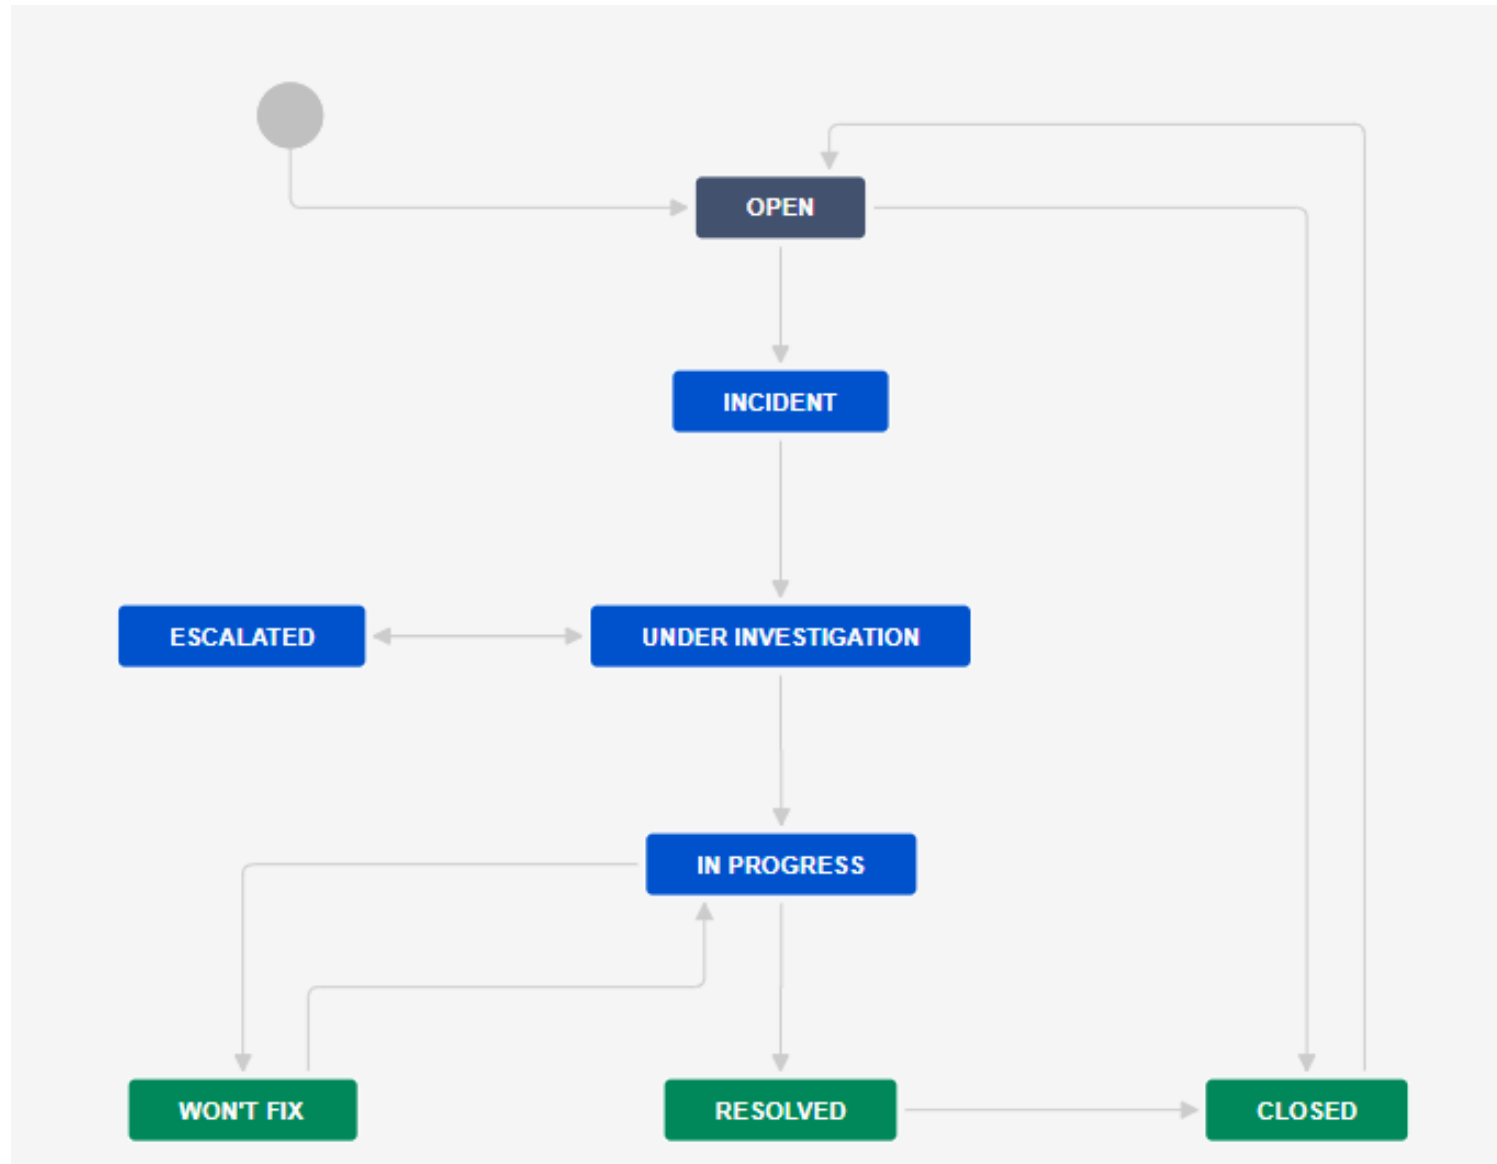 OPEN
INCIDENT
ESCALATED
UNDER INVESTIGATION
IN PROGRESS
WON'T FIX
RESOLVED
CLOSED